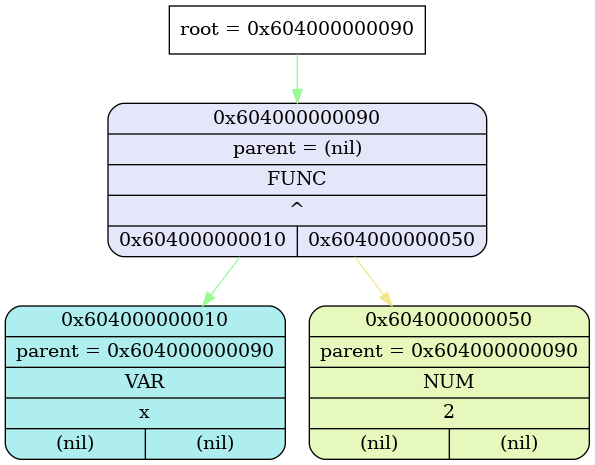 root = 0x604000000090
0x604000000090
parent = (nil)
FUNC
^
0x604000000010 0x604000000050
0x604000000010
parent = 0x604000000090
VAR
x
(nil) (nil)
0x604000000050
parent = 0x604000000090
NUM
2
(nil) (nil)